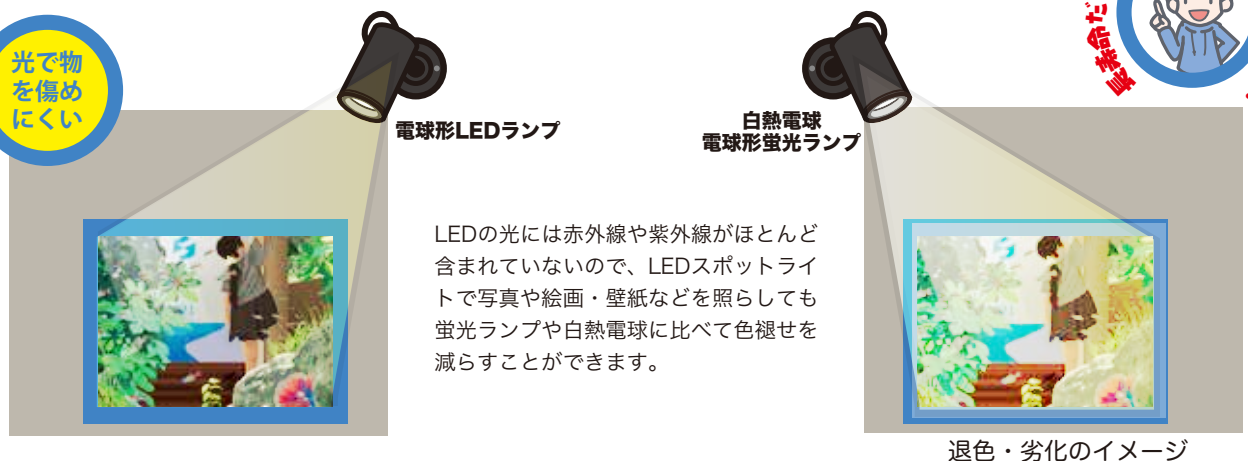 光で物
を傷め
にくい
電球形LEDランプ
白熱電球
電球形蛍光ランプ
LEDの光には赤外線や紫外線がほとんど
含まれていないので、LEDスポットライ
トで写真や絵画・壁紙などを照らしても
蛍光ランプや白熱電球に比べて色褪せを
減らすことができます。
退色・劣化のイメージ
長寿命だ